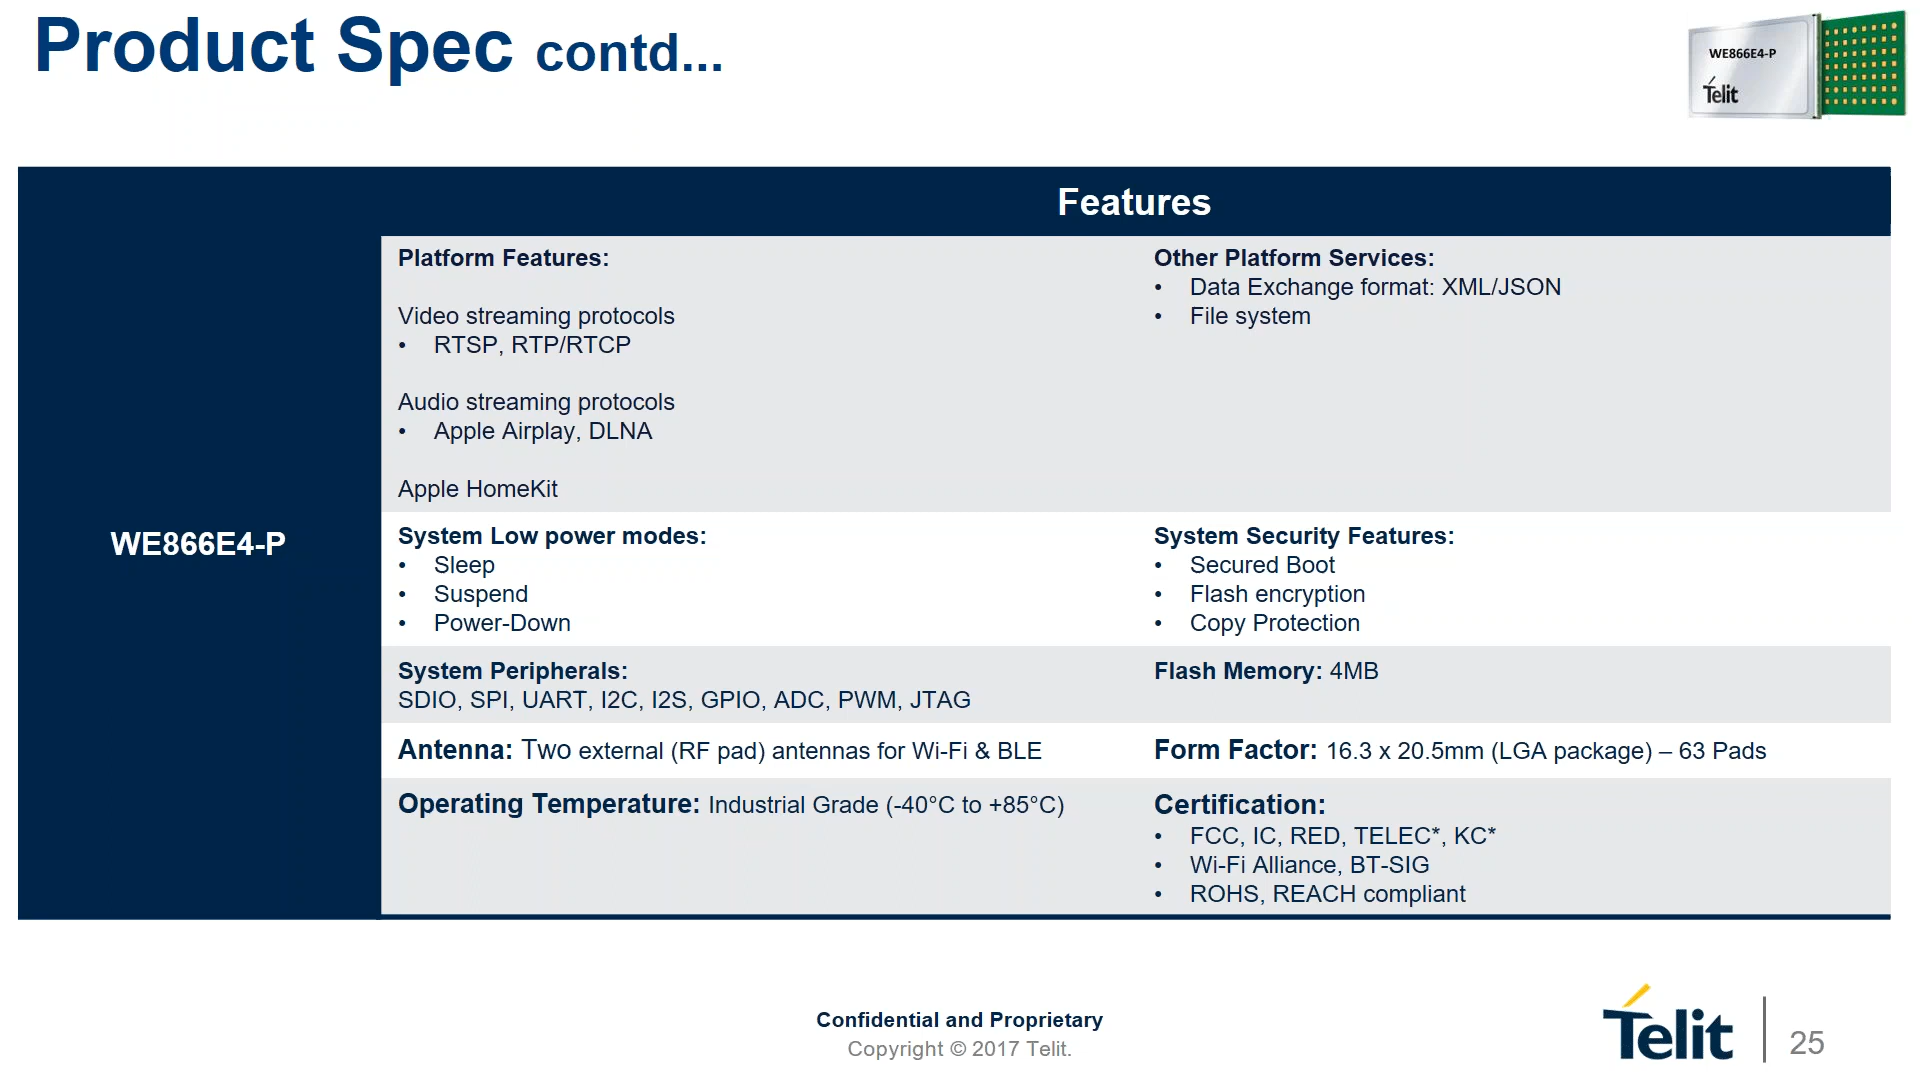 Product Spec contd...
WE866E4-P
Telit
Features
WE866E4-P
Platform Features:
Video streaming protocols
• RTSP, RTP/RTCP
Audio streaming protocols
• Apple Airplay, DLNA
Apple HomeKit
Other Platform Services:
• Data Exchange format: XML/JSON
• File system
System Low power modes:
• Sleep
• Suspend
• Power-Down
System Security Features:
• Secured Boot
• Flash encryption
• Copy Protection
System Peripherals:
SDIO, SPI, UART, I2C, I2S, GPIO, ADC, PWM, JTAG
Flash Memory: 4MB
Antenna: Two external (RF pad) antennas for Wi-Fi & BLE
Form Factor: 16.3 x 20.5mm (LGA package) – 63 Pads
Operating Temperature: Industrial Grade (-40°C to +85°C)
Certification:
• FCC, IC, RED, TELEC*, KC*
• Wi-Fi Alliance, BT-SIG
• ROHS, REACH compliant
Confidential and Proprietary
Copyright © 2017 Telit.
Telit
25